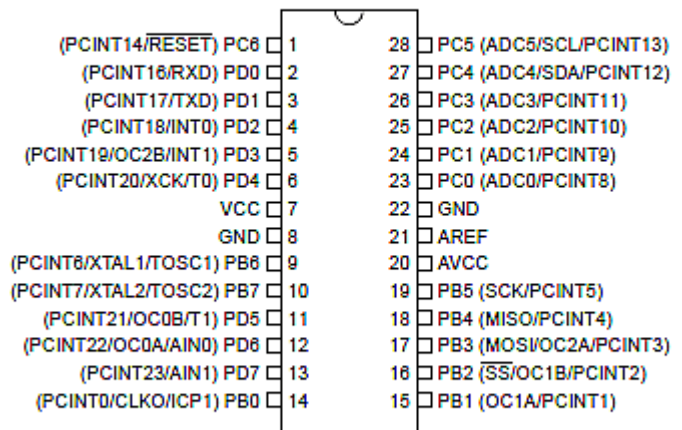 (PCINT14/RESET) PC6 1 28 PC5 (ADC5/SCL/PCINT13)
(PCINT16/RXD) PD0 2 27 PC4 (ADC4/SDA/PCINT12)
(PCINT17/TXD) PD1 3 26 PC3 (ADC3/PCINT11)
(PCINT18/INT0) PD2 4 25 PC2 (ADC2/PCINT10)
(PCINT19/OC2B/INT1) PD3 5 24 PC1 (ADC1/PCINT9)
(PCINT20/XCK/T0) PD4 6 23 PC0 (ADC0/PCINT8)
VCC 7 22 GND
GND 8 21 AREF
(PCINT6/XTAL1/TOSC1) PB6 9 20 AVCC
(PCINT7/XTAL2/TOSC2) PB7 10 19 PB5 (SCK/PCINT5)
(PCINT21/OC0B/T1) PD5 11 18 PB4 (MISO/PCINT4)
(PCINT22/OC0A/AIN0) PD6 12 17 PB3 (MOSI/OC2A/PCINT3)
(PCINT23/AIN1) PD7 13 16 PB2 (SS/OC1B/PCINT2)
(PCINT0/CLKO/ICP1) PB0 14 15 PB1 (OC1A/PCINT1)